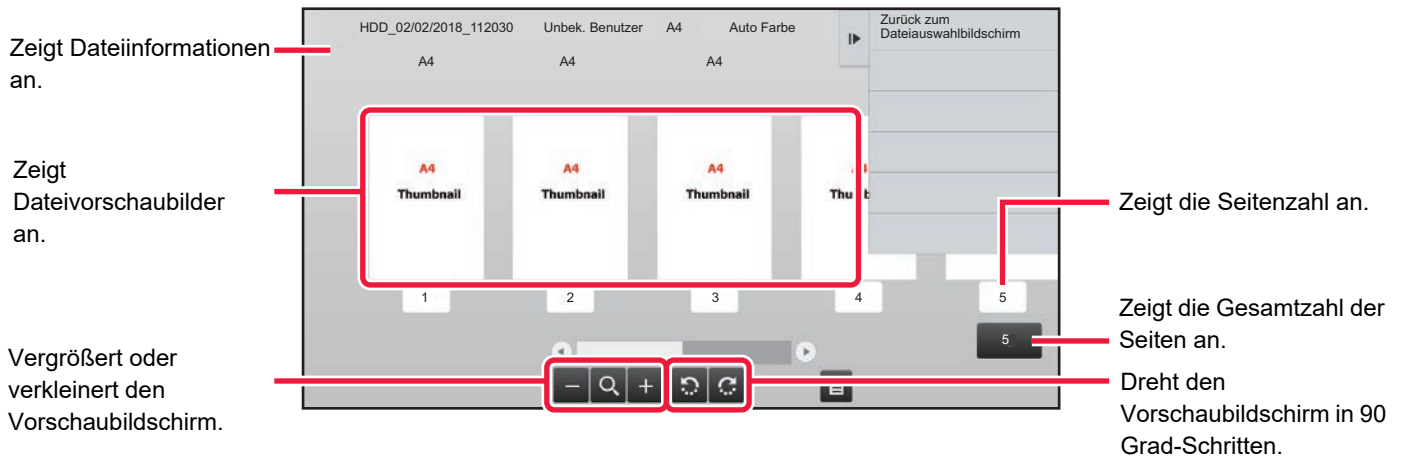 HDD_02/02/2018_112030 Unbek. Benutzer A4 Auto Farbe
Zurück zum
Dateiauswahlbildschirm
A4 A4 A4
Zeigt Dateiinformationen
an.
Zeigt
Dateivorschaubilder
an.
A4 A4 A4
Thumbnail Thumbnail Thumbnail
1 2 3 4 5
Zeigt die Seitenzahl an.
5
Zeigt die Gesamtzahl der
Seiten an.
Vergrößert oder
verkleinert den
Vorschaubildschirm.
Dreht den
Vorschaubildschirm in 90
Grad-Schritten.